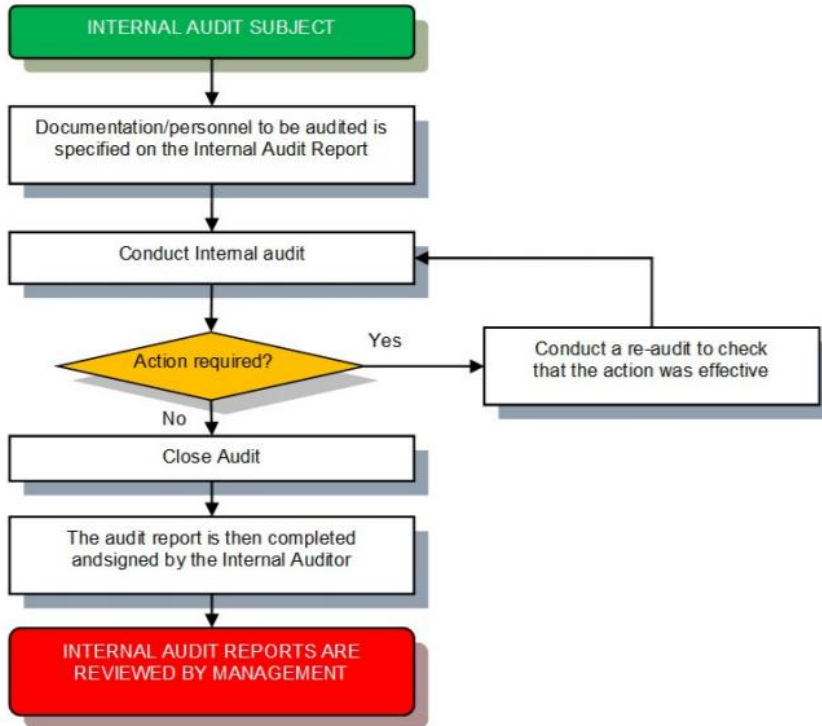 INTERNAL AUDIT SUBJECT
Documentation/personnel to be audited is
specified on the Internal Audit Report
Conduct Internal audit
Action required?
Yes
Conduct a re-audit to check
that the action was effective
No
Close Audit
The audit report is then completed
andsigned by the Internal Auditor
INTERNAL AUDIT REPORTS ARE
REVIEWED BY MANAGEMENT